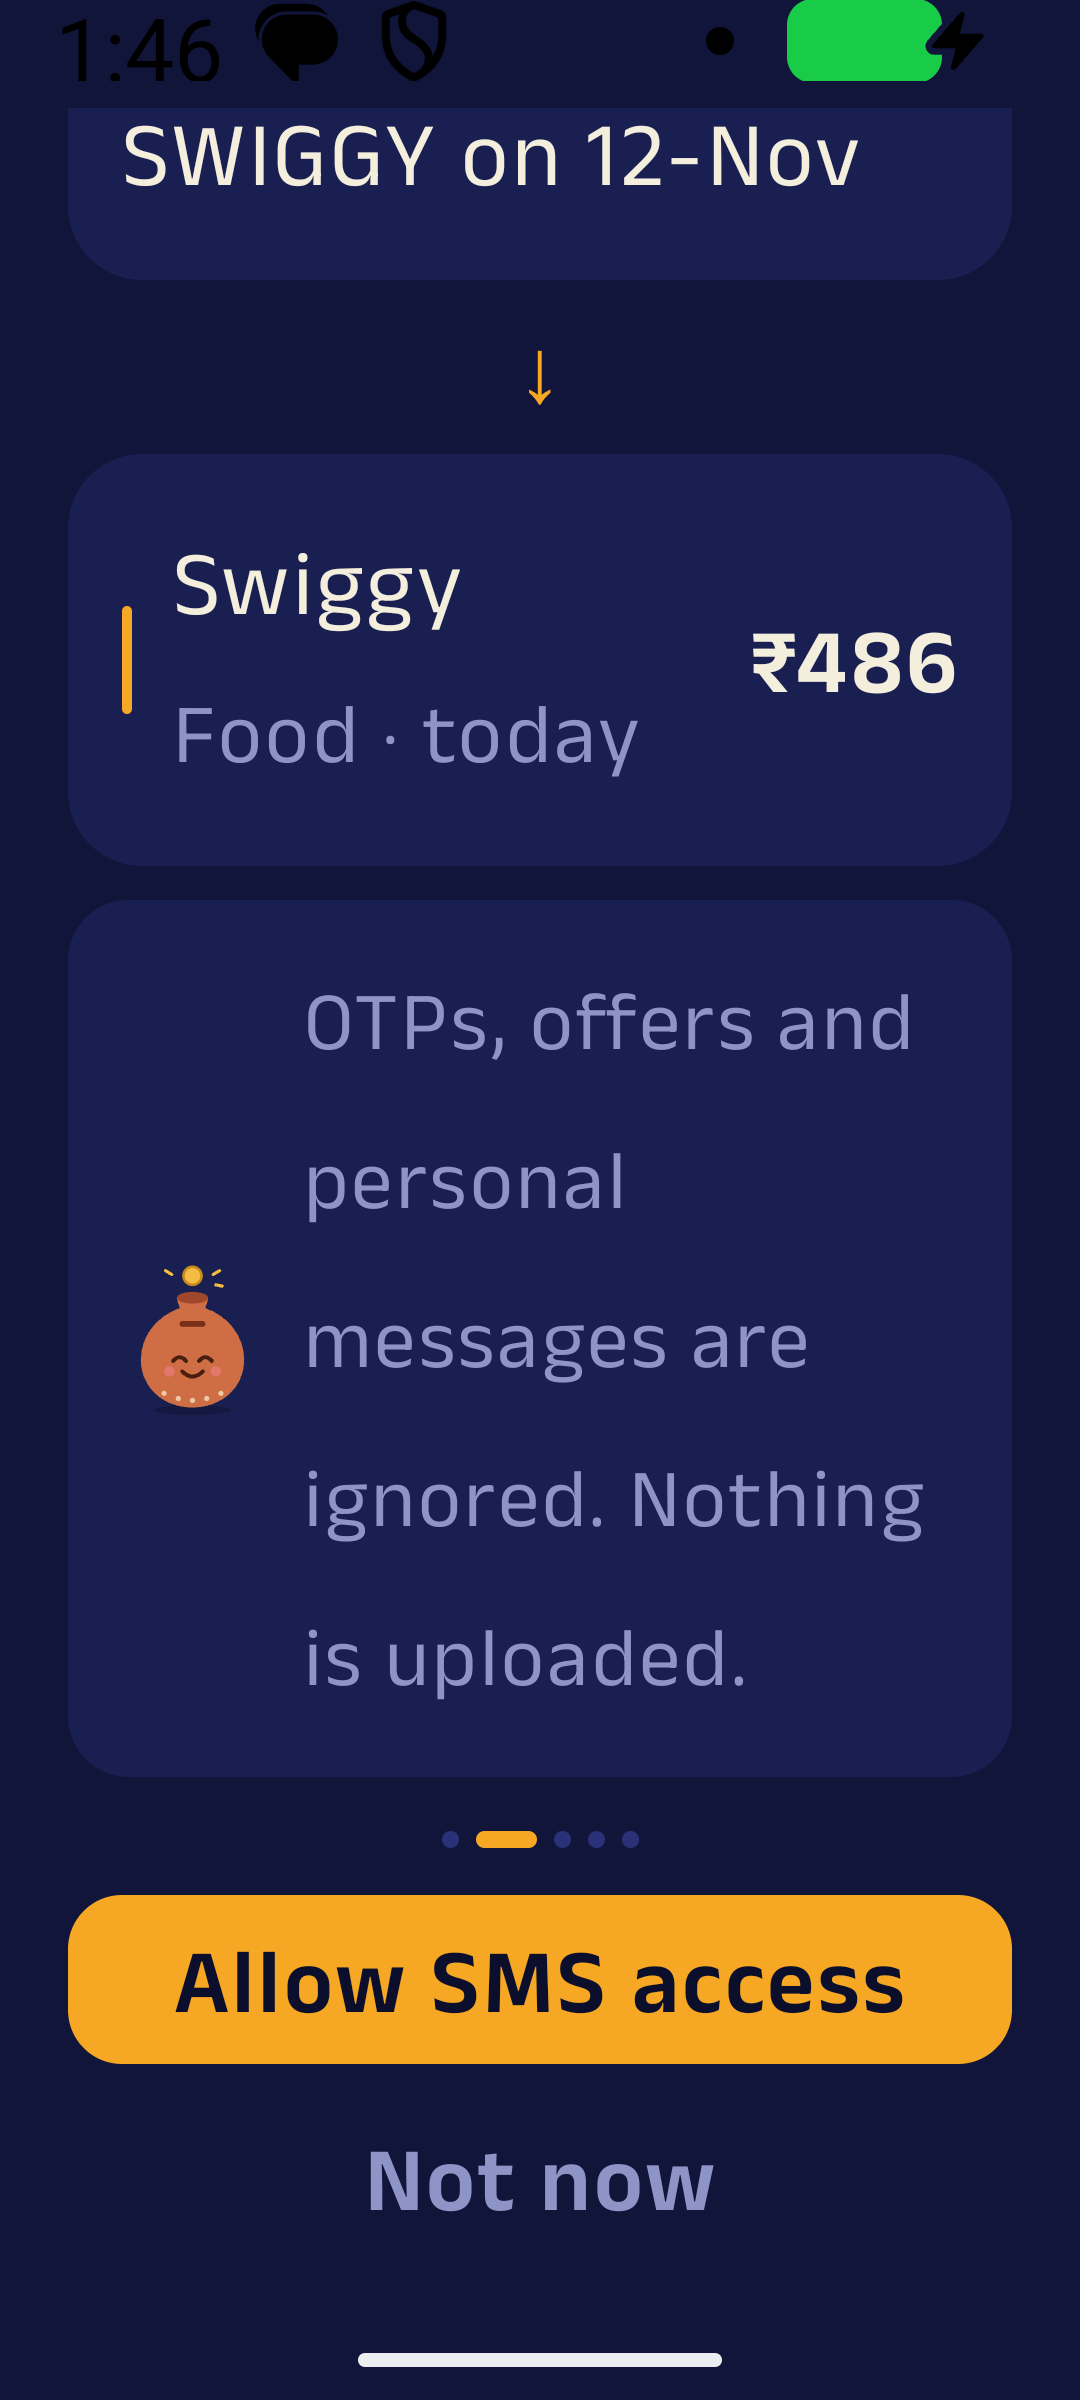 1:46
SWIGGY on 12-Nov
↓
Swiggy
Food · today
₹486
OTPs, offers and
personal
messages are
ignored. Nothing
is uploaded.
Allow SMS access
Not now